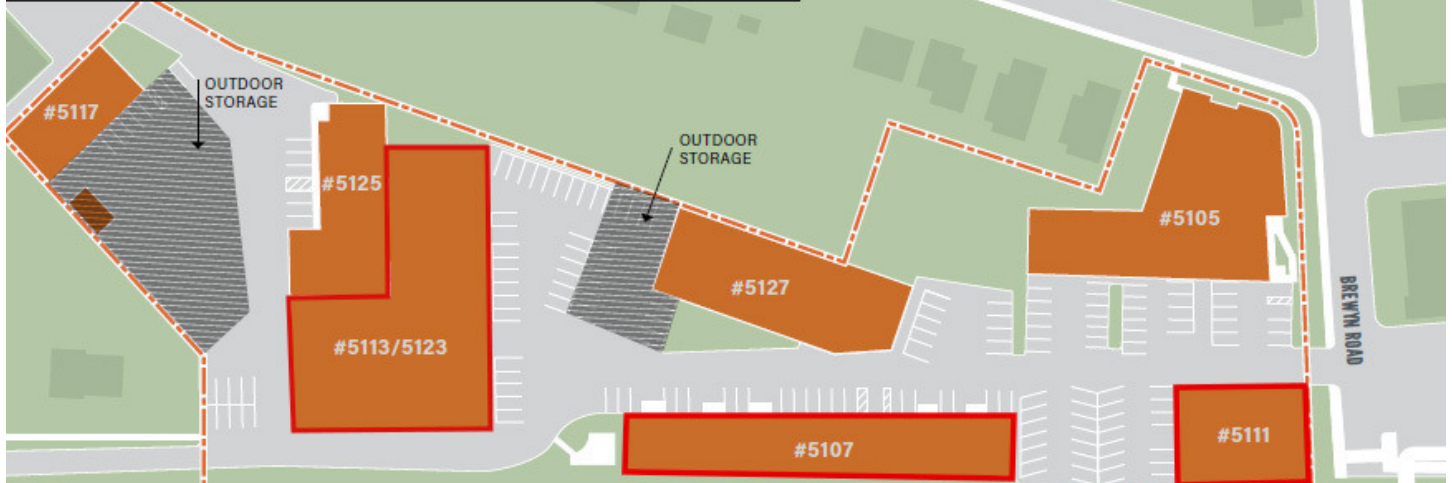 OUTDOOR
STORAGE
#5117
OUTDOOR
STORAGE
#5125
#5105
#5127
#5113/5123
BREWYN ROAD
#5107
#5111